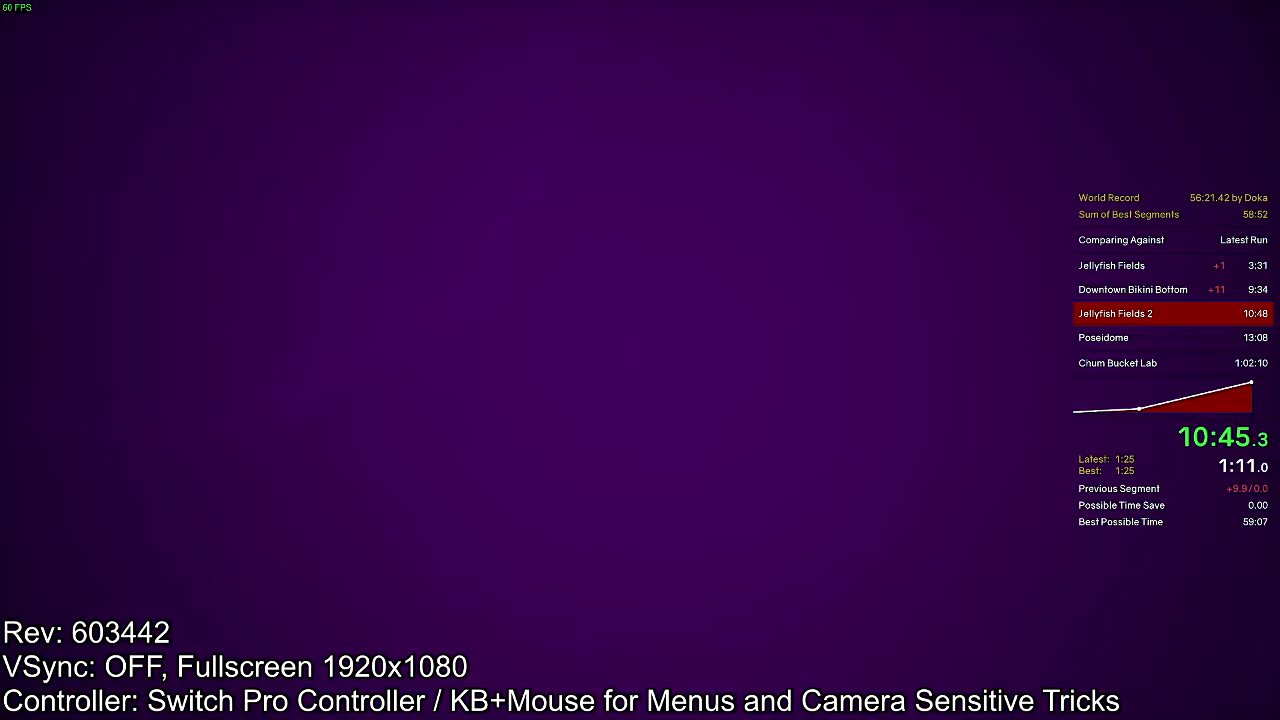 60 FPS
World Record 56:21.42 by Doka
Sum of Best Segments 58:52
Comparing Against Latest Run
Jellyfish Fields +1 3:31
Downtown Bikini Bottom +11 9:34
Jellyfish Fields 2 10:48
Poseidome 13:08
Chum Bucket Lab 1:02:10
10:45.3
Latest: 1:25
Best: 1:25
1:11.0
Previous Segment +9.9/0.0
Possible Time Save 0.00
Best Possible Time 59:07
Rev: 603442
VSync: OFF, Fullscreen 1920x1080
Controller: Switch Pro Controller / KB+Mouse for Menus and Camera Sensitive Tricks